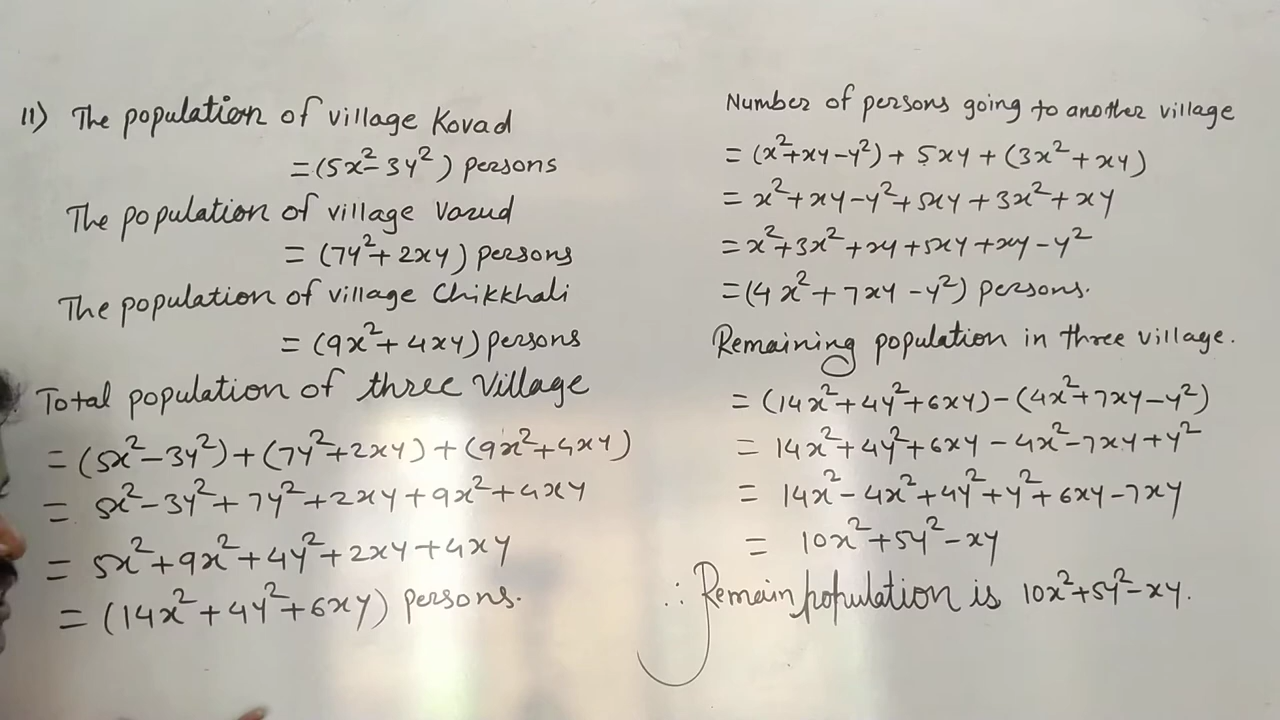 11) The population of village Kovad
= (5x²-3y²) persons
The population of village Varud
= (7y²+2xy) persons
The population of village Chikkhali
= (9x²+4xy) persons
Total population of three Village
= (5x²-3y²)+(7y²+2xy)+(9x²+4xy)
= 5x²-3y²+7y²+2xy+9x²+4xy
= 5x²+9x²+4y²+2xy+4xy
= (14x²+4y²+6xy) persons.
Number of persons going to another village
= (x²+xy-y²)+5xy+(3x²+xy)
= x²+xy-y²+5xy+3x²+xy
= x²+3x²+xy+5xy+xy-y²
= (4x²+7xy-y²) persons.
Remaining population in three village.
= (14x²+4y²+6xy)-(4x²+7xy-y²)
= 14x²+4y²+6xy-4x²-7xy+y²
= 14x²-4x²+4y²+y²+6xy-7xy
= 10x²+5y²-xy
∴ Remain population is 10x²+5y²-xy.